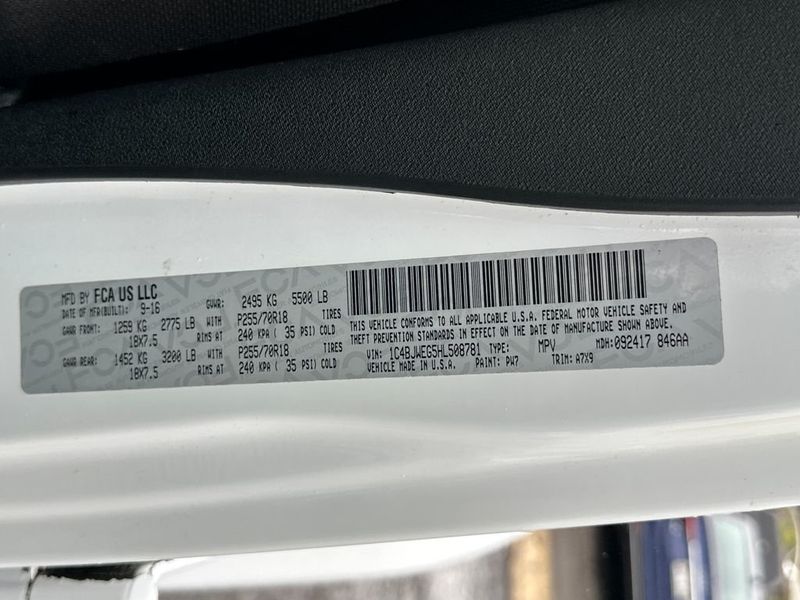 MFD BY FCA US LLC
DATE OF MFR(BUILT): 9-16 GVWR: 2495 KG 5500 LB
GAWR FRONT: 1259 KG 2775 LB WITH P255/70R18 TIRES
18X7.5 RIMS AT 240 KPA ( 35 PSI) COLD
GAWR REAR: 1452 KG 3200 LB WITH P255/70R18 TIRES
18X7.5 RIMS AT 240 KPA ( 35 PSI) COLD
THIS VEHICLE CONFORMS TO ALL APPLICABLE U.S.A. FEDERAL MOTOR VEHICLE SAFETY AND
THEFT PREVENTION STANDARDS IN EFFECT ON THE DATE OF MANUFACTURE SHOWN ABOVE.
VIN: 1C4BJWEG5HL508781 TYPE: MPV MDH:092417 846AA
VEHICLE MADE IN U.S.A. PAINT: PW7 TRIM: A7X9